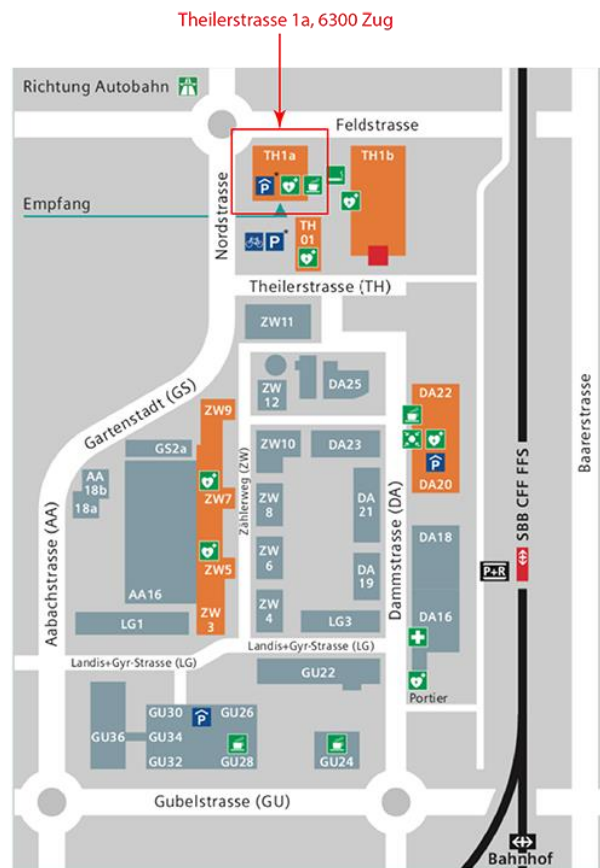 Theilerstrasse 1a, 6300 Zug
Richtung Autobahn
Feldstrasse
TH1a
TH1b
P*
Empfang
Nordstrasse
P*
TH
01
Theilerstrasse (TH)
ZW11
ZW
12
DA25
DA22
Baarerstrasse
Gartenstadt (GS)
ZW9
GS2a
ZW10
DA23
P
DA20
SBB CFF FFS
AA
18b
18a
Zählerweg (ZW)
ZW7
ZW
8
DA
21
Dammstrasse (DA)
DA18
Aabachstrasse (AA)
ZW
6
ZW5
DA
19
P+R
AA16
ZW
3
ZW
4
LG3
DA16
LG1
Landis+Gyr-Strasse (LG)
Landis+Gyr-Strasse (LG)
GU22
Portier
GU30
P
GU26
GU36
GU34
GU32
GU28
GU24
Gubelstrasse (GU)
Bahnhof